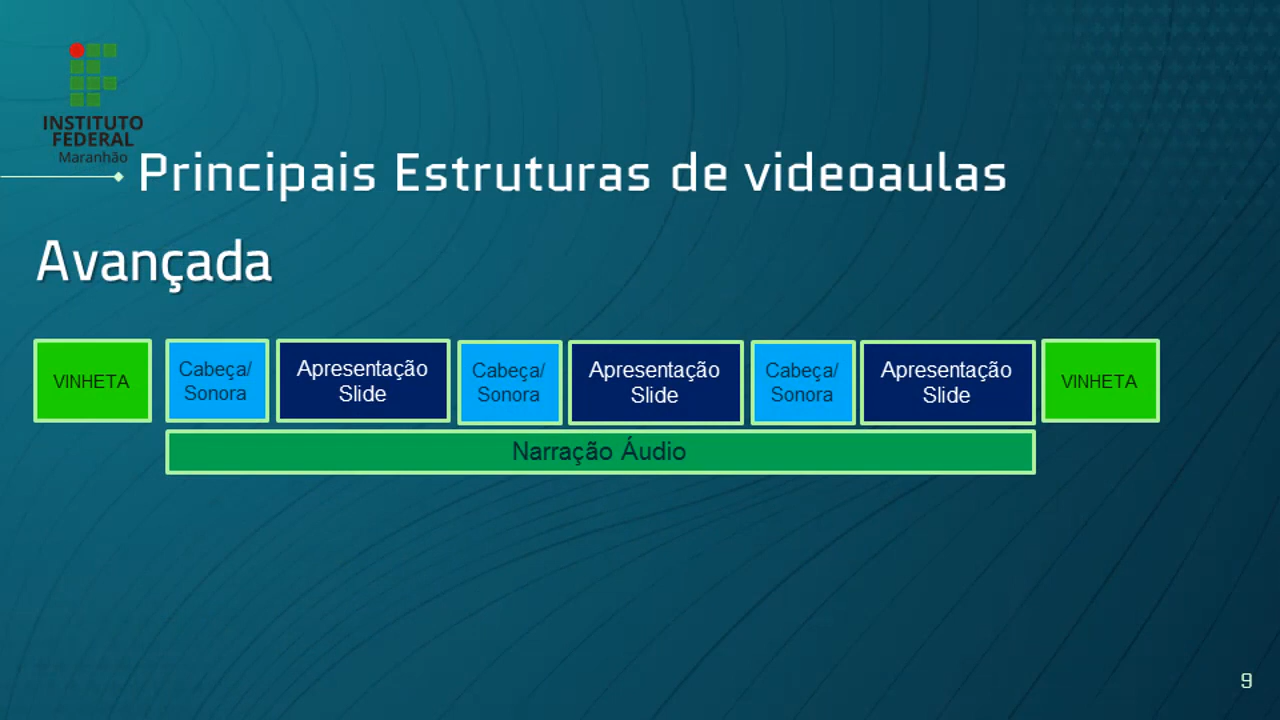 INSTITUTO
FEDERAL
Maranhão
Principais Estruturas de videoaulas
Avançada
VINHETA
Cabeça/
Sonora
Apresentação
Slide
Cabeça/
Sonora
Apresentação
Slide
Cabeça/
Sonora
Apresentação
Slide
VINHETA
Narração Áudio
9